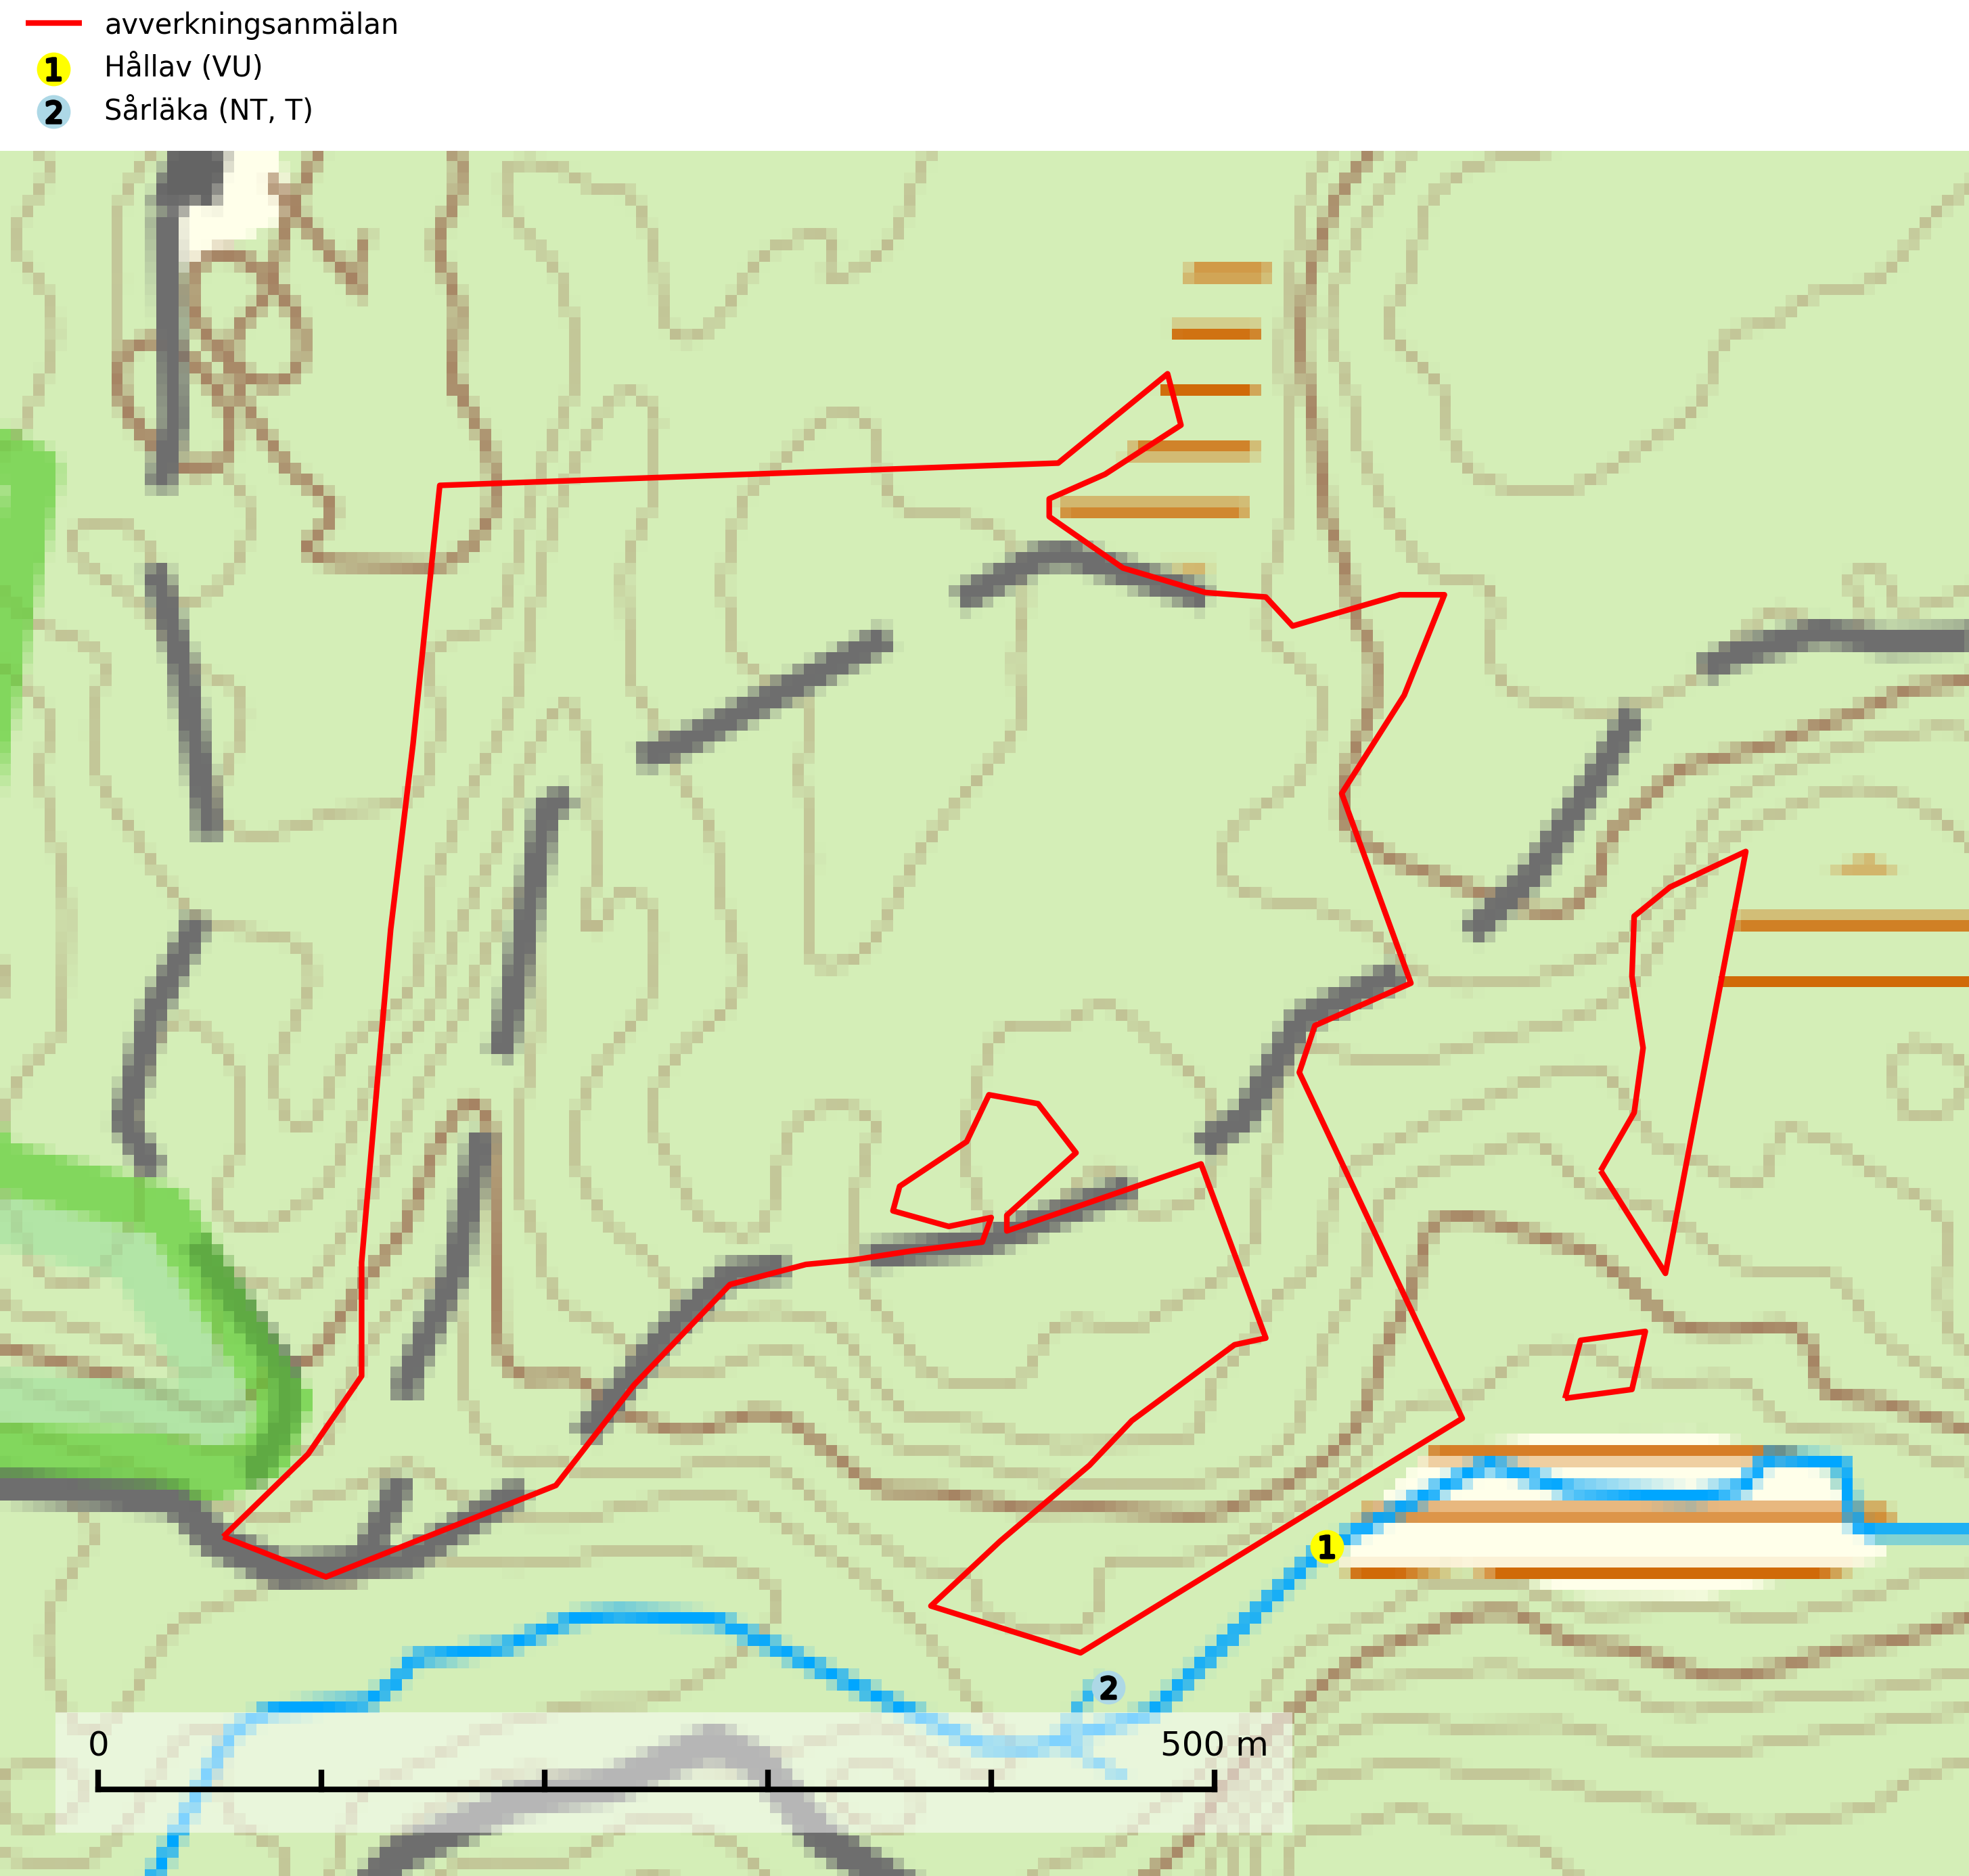 avverkningsanmälan
1 Hållav (VU)
2 Sårläka (NT, T)
1
2
0 500 m